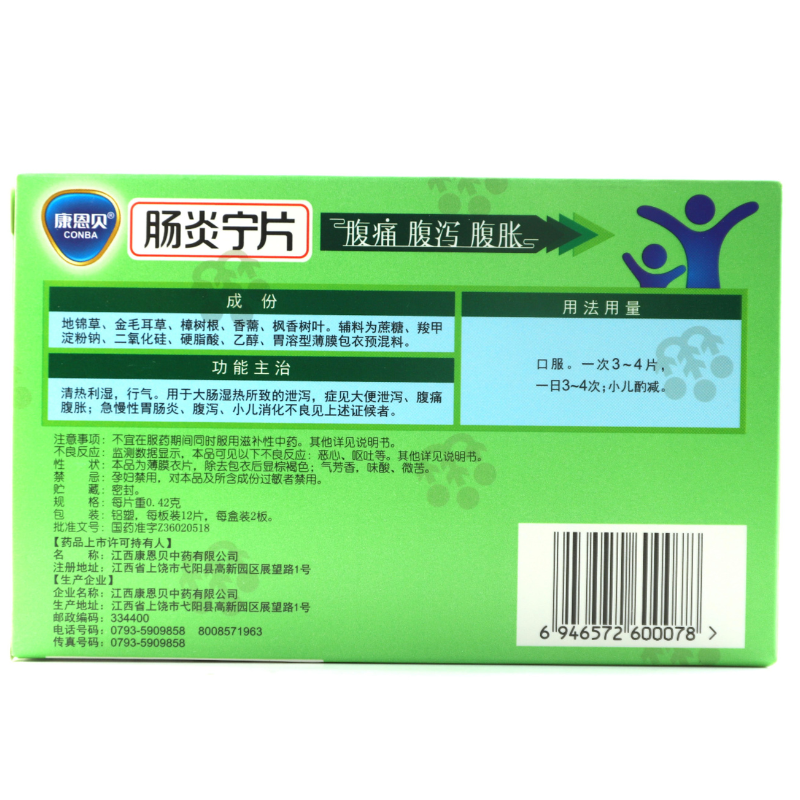 康恩贝®
CONBA
肠炎宁片
腹痛 腹泻 腹胀
成份
地锦草、金毛耳草、樟树根、香薷、枫香树叶。辅料为蔗糖、羧甲
淀粉钠、二氧化硅、硬脂酸、乙醇、胃溶型薄膜包衣预混料。
功能主治
清热利湿，行气。用于大肠湿热所致的泄泻，症见大便泄泻、腹痛
腹胀；急慢性胃肠炎、腹泻、小儿消化不良见上述证候者。
用法用量
口服。一次3~4片，
一日3~4次；小儿酌减。
注意事项：不宜在服药期间同时服用滋补性中药。其他详见说明书。
不良反应：监测数据显示，本品可见以下不良反应：恶心、呕吐等。其他详见说明书。
性 状：本品为薄膜衣片，除去包衣后显棕褐色；气芳香，味酸、微苦。
禁 忌：孕妇禁用，对本品及所含成份过敏者禁用。
贮 藏：密封。
规 格：每片重0.42克
包 装：铝塑，每板装12片，每盒装2板。
批准文号：国药准字Z36020518
【药品上市许可持有人】
名 称：江西康恩贝中药有限公司
注册地址：江西省上饶市弋阳县高新园区展望路1号
【生产企业】
企业名称：江西康恩贝中药有限公司
生产地址：江西省上饶市弋阳县高新园区展望路1号
邮政编码：334400
电话号码：0793-5909858 8008571963
传真号码：0793-5909858
6 946572 600078 >